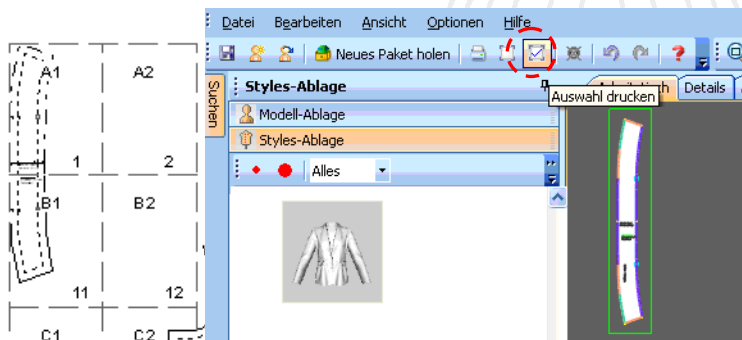 Datei Bearbeiten Ansicht Optionen Hilfe
Neues Paket holen
Suchen
Styles-Ablage
Auswahl drucken
Details
Modell-Ablage
Styles-Ablage
Alles
A1 A2
1 2
B1 B2
11 12
C1 C2